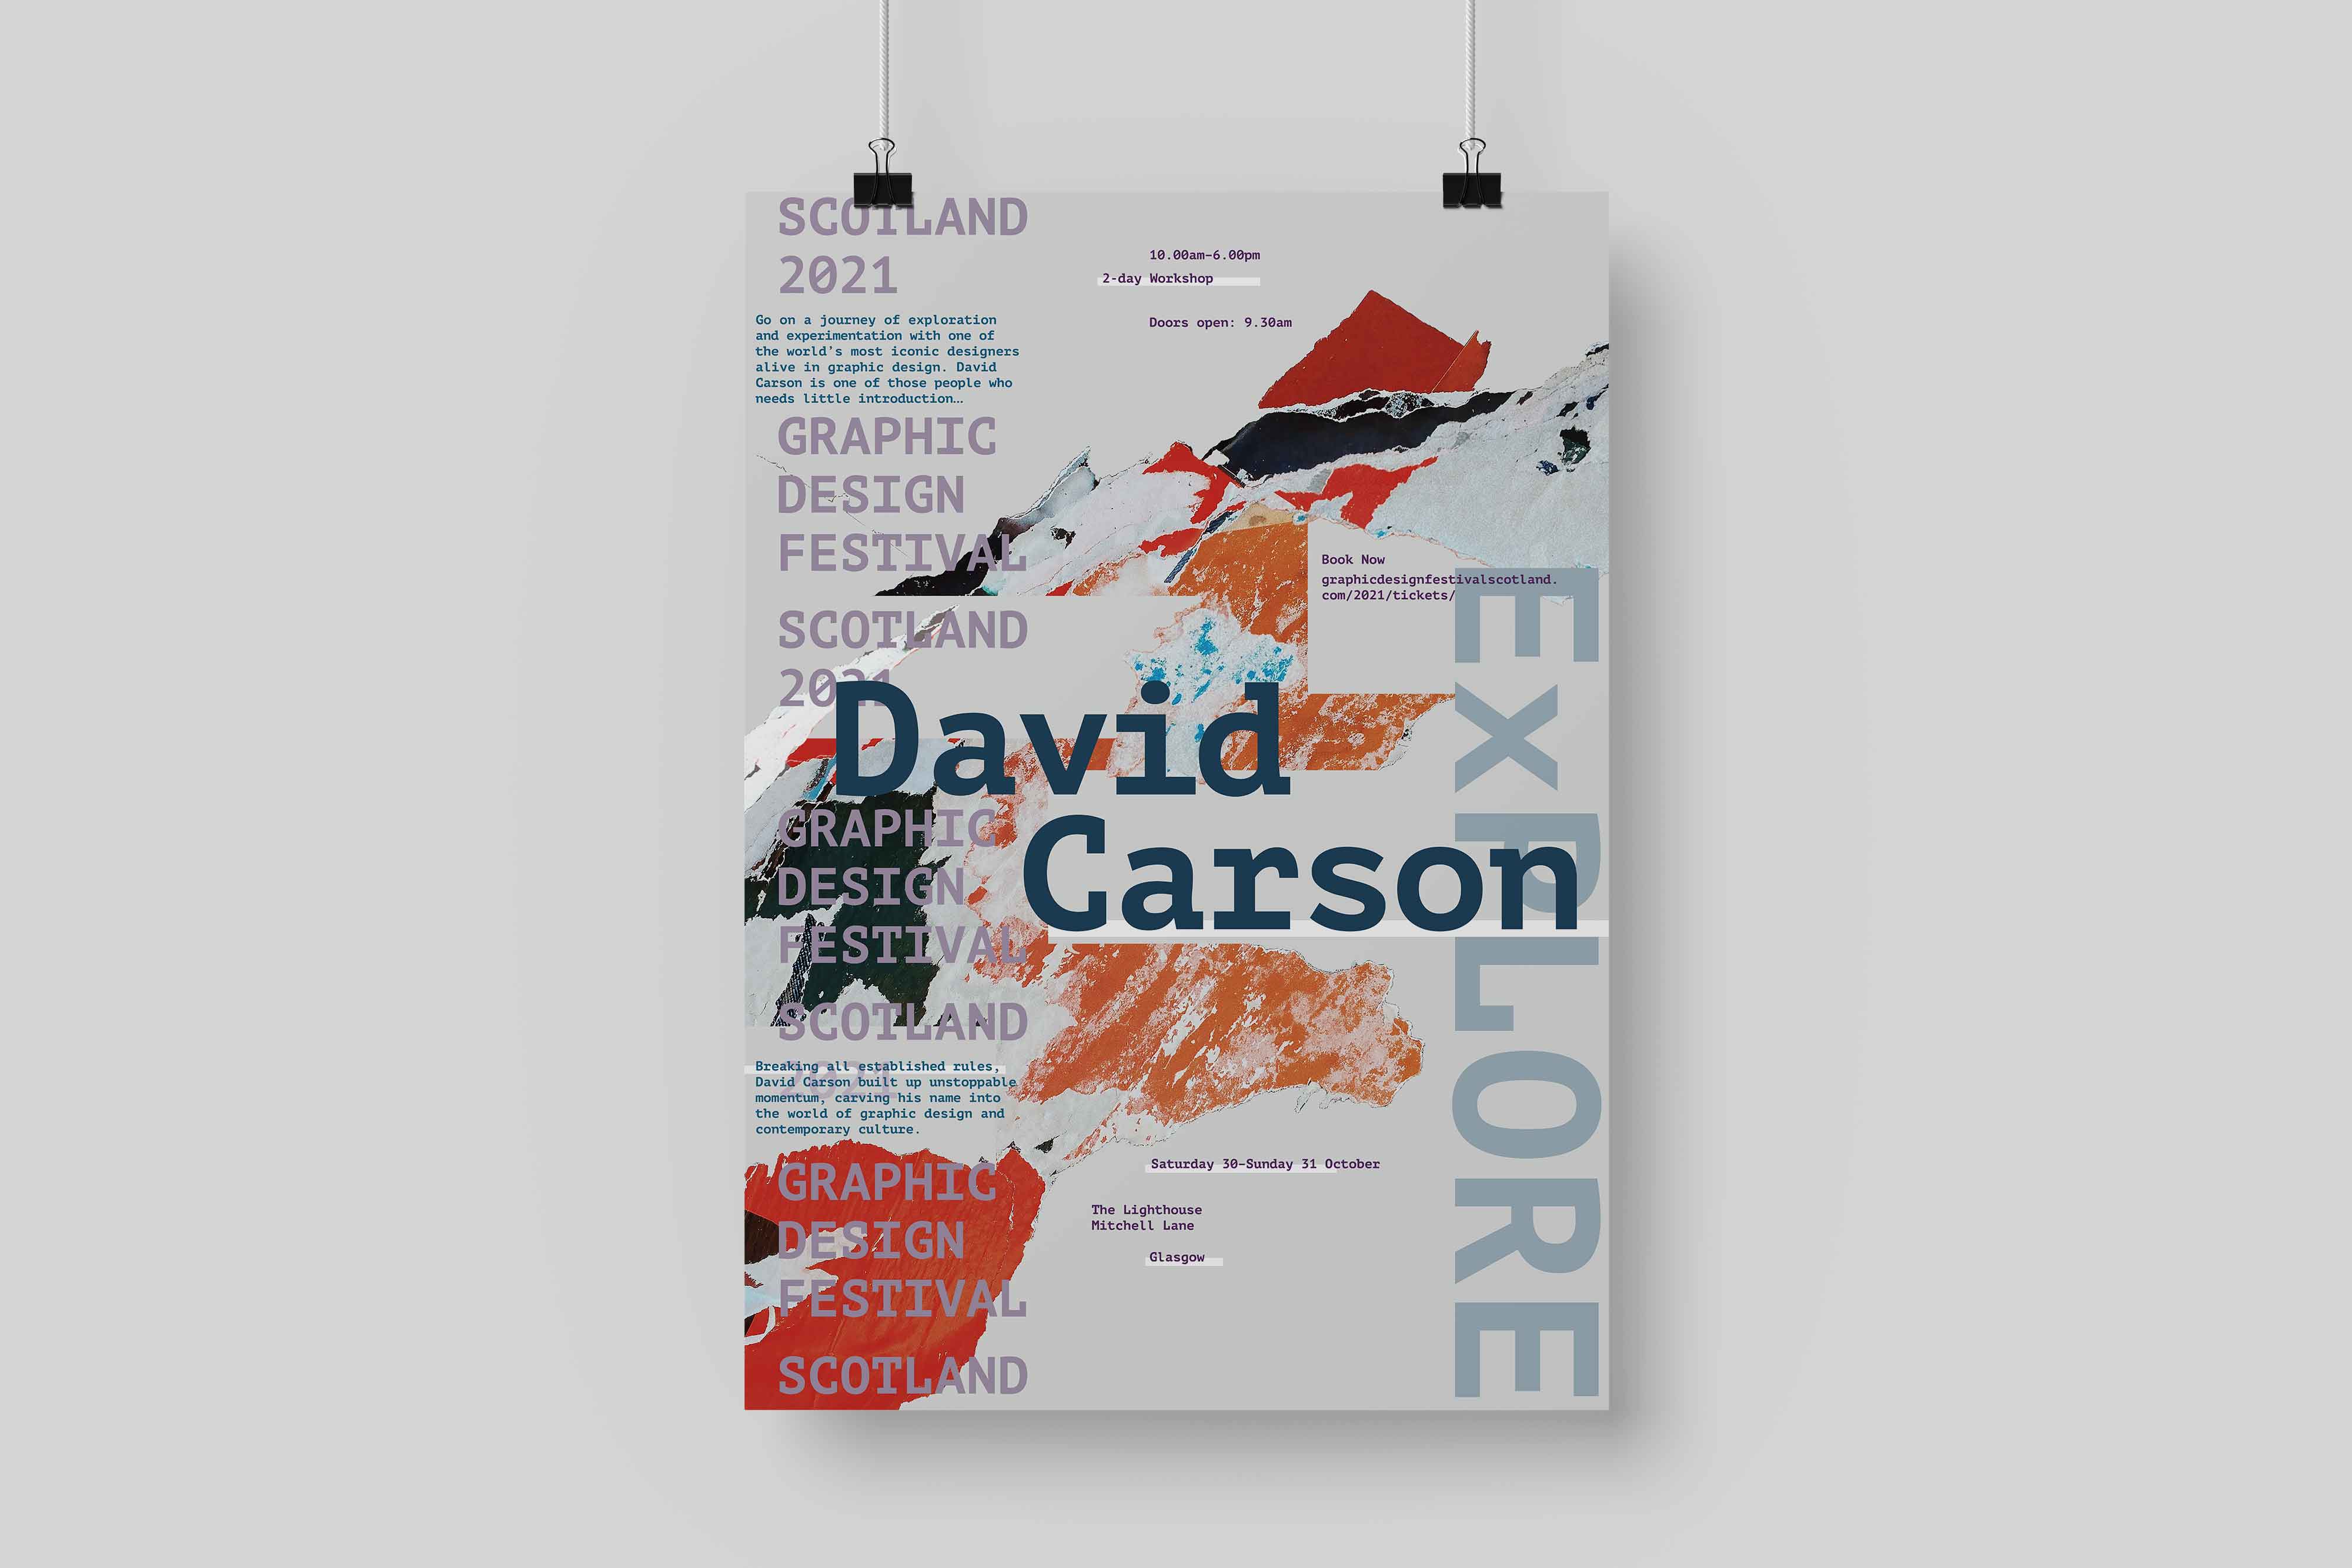 SCOTLAND
2021
10.00am–6.00pm
2-day Workshop
Doors open: 9.30am
Go on a journey of exploration
and experimentation with one of
the world's most iconic designers
alive in graphic design. David
Carson is one of those people who
needs little introduction…
GRAPHIC
DESIGN
FESTIVAL
Book Now
graphicdesignfestivalscotland.
com/2021/tickets/
EXPLORE
SCOTLAND
2021
David
Carson
GRAPHIC
DESIGN
FESTIVAL
SCOTLAND
2021
Breaking all established rules,
David Carson built up unstoppable
momentum, carving his name into
the world of graphic design and
contemporary culture.
Saturday 30–Sunday 31 October
The Lighthouse
Mitchell Lane
Glasgow
GRAPHIC
DESIGN
FESTIVAL
SCOTLAND